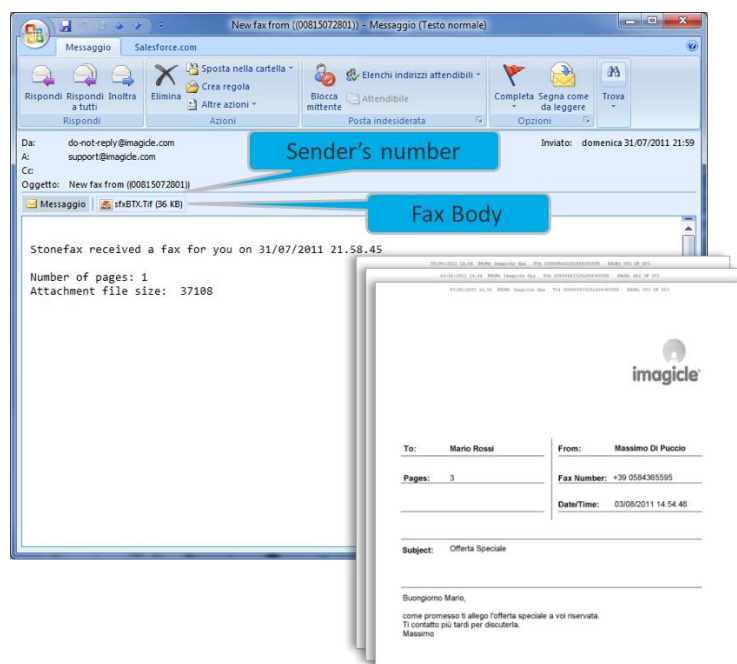 New fax from ((00815072801)) - Messaggio (Testo normale)
Messaggio Salesforce.com
Rispondi Rispondi a tutti Inoltra
Rispondi
Elimina
Sposta nella cartella
Crea regola
Altre azioni
Azioni
Blocca mittente
Elenchi indirizzi attendibili
Attendibile
Posta indesiderata
Completa Segna come da leggere
Opzioni
Trova
Da: do-not-reply@imagicle.com
Inviato: domenica 31/07/2011 21:59
A: support@imagicle.com
Cc:
Oggetto: New fax from ((00815072801))
Sender's number
Messaggio sfxBTX.Tif (36 KB)
Fax Body
Stonefax received a fax for you on 31/07/2011 21.58.45
Number of pages: 1
Attachment file size: 37108
imagicle
To: Mario Rossi
From: Massimo Di Puccio
Pages: 3
Fax Number: +39 0584365595
Date/Time: 03/08/2011 14.54.46
Subject: Offerta Speciale
Buongiorno Mario,
come promesso ti allego l'offerta speciale a voi riservata.
Ti contatto più tardi per discuterla.
Massimo